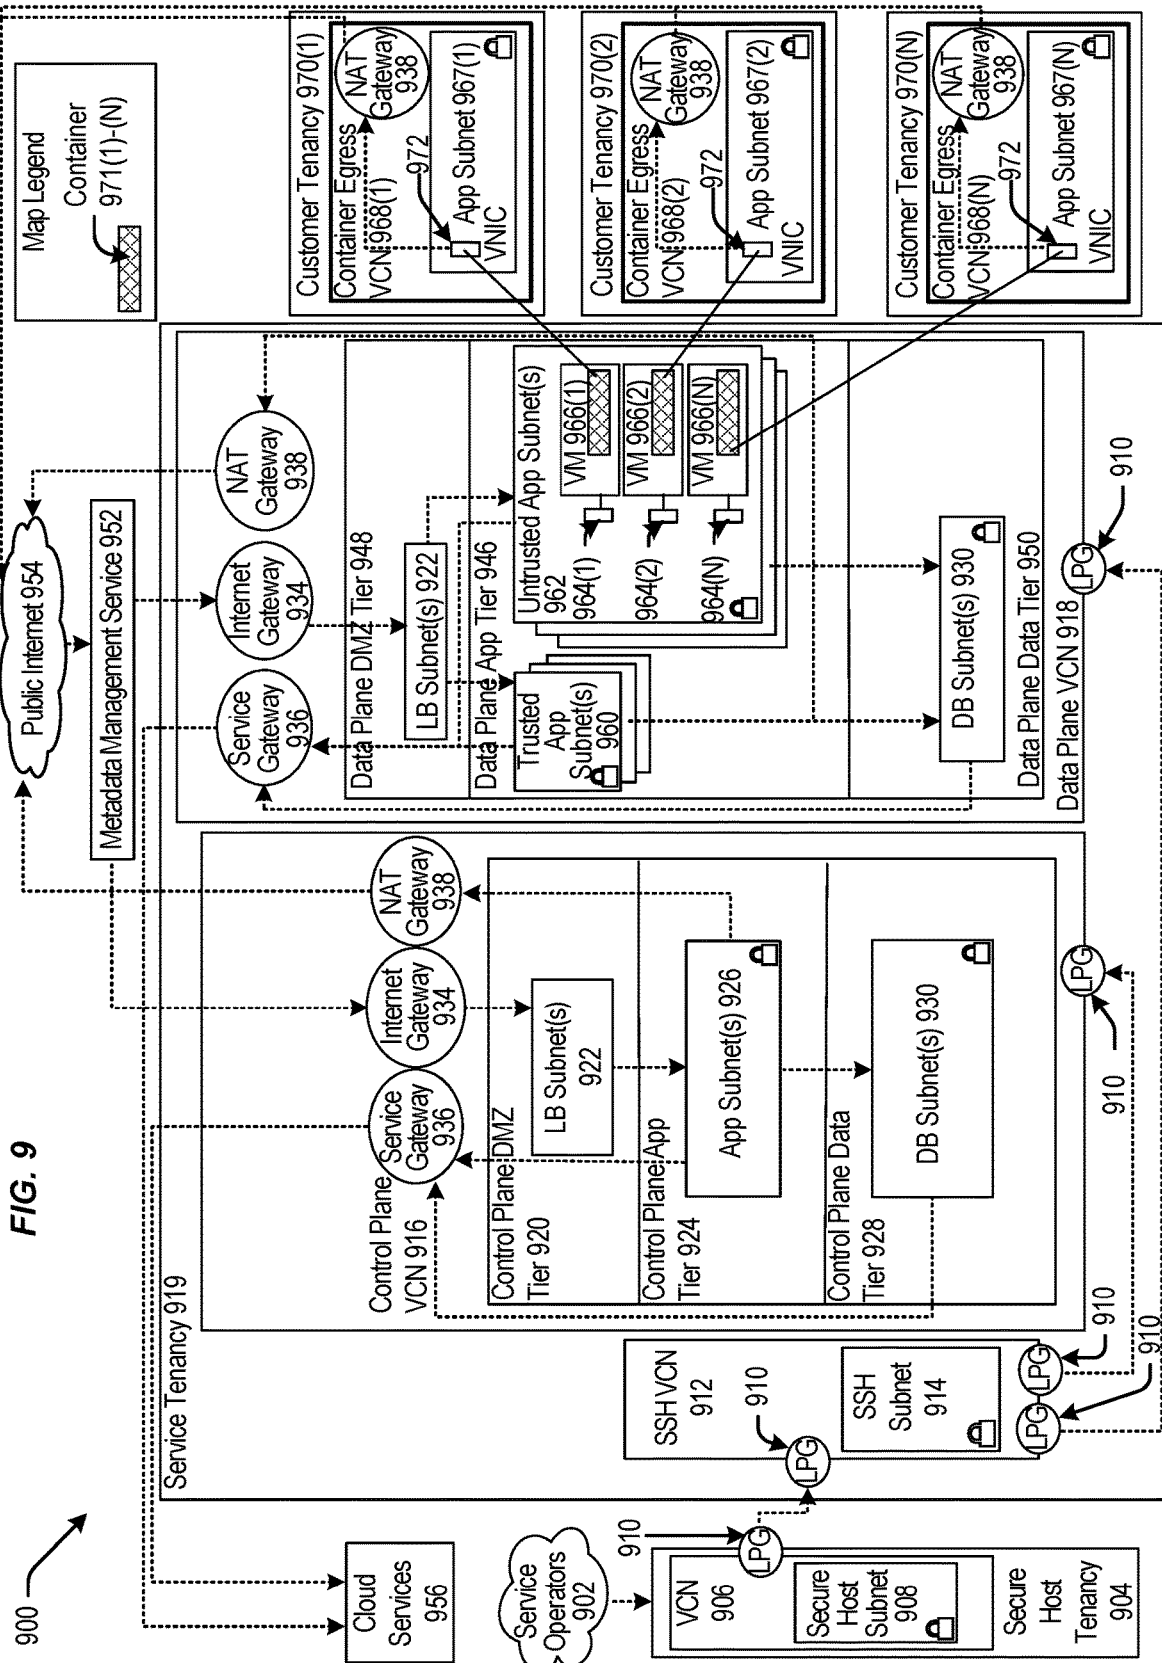 FIG. 9
900
Map Legend
Container
971(1)-(N)
Public Internet 954
Metadata Management Service 952
Cloud
Services
956
Service
Operators
902
VCN
906
Secure
Host
Subnet
908
Secure
Host
Tenancy
904
LPG
910
Service Tenancy 919
SSH VCN
912
910
LPG
SSH
Subnet
914
LPG
LPG
910
910
Control Plane
VCN 916
Service
Gateway
936
Internet
Gateway
934
NAT
Gateway
938
Control Plane DMZ
Tier 920
LB Subnet(s)
922
Control Plane App
Tier 924
App Subnet(s) 926
Control Plane Data
Tier 928
DB Subnet(s) 930
LPG
910
Service
Gateway
936
Internet
Gateway
934
NAT
Gateway
938
Data Plane DMZ Tier 948
LB Subnet(s) 922
Data Plane App Tier 946
Trusted
App
Subnet(s)
960
Untrusted App Subnet(s)
962
964(1)
VM 966(1)
964(2)
VM 966(2)
964(N)
VM 966(N)
DB Subnet(s) 930
Data Plane Data Tier 950
Data Plane VCN 918
LPG
910
Customer Tenancy 970(1)
Container Egress
VCN 968(1)
NAT
Gateway
938
972
App Subnet 967(1)
VNIC
Customer Tenancy 970(2)
Container Egress
VCN 968(2)
NAT
Gateway
938
972
App Subnet 967(2)
VNIC
Customer Tenancy 970(N)
Container Egress
VCN 968(N)
NAT
Gateway
938
972
App Subnet 967(N)
VNIC